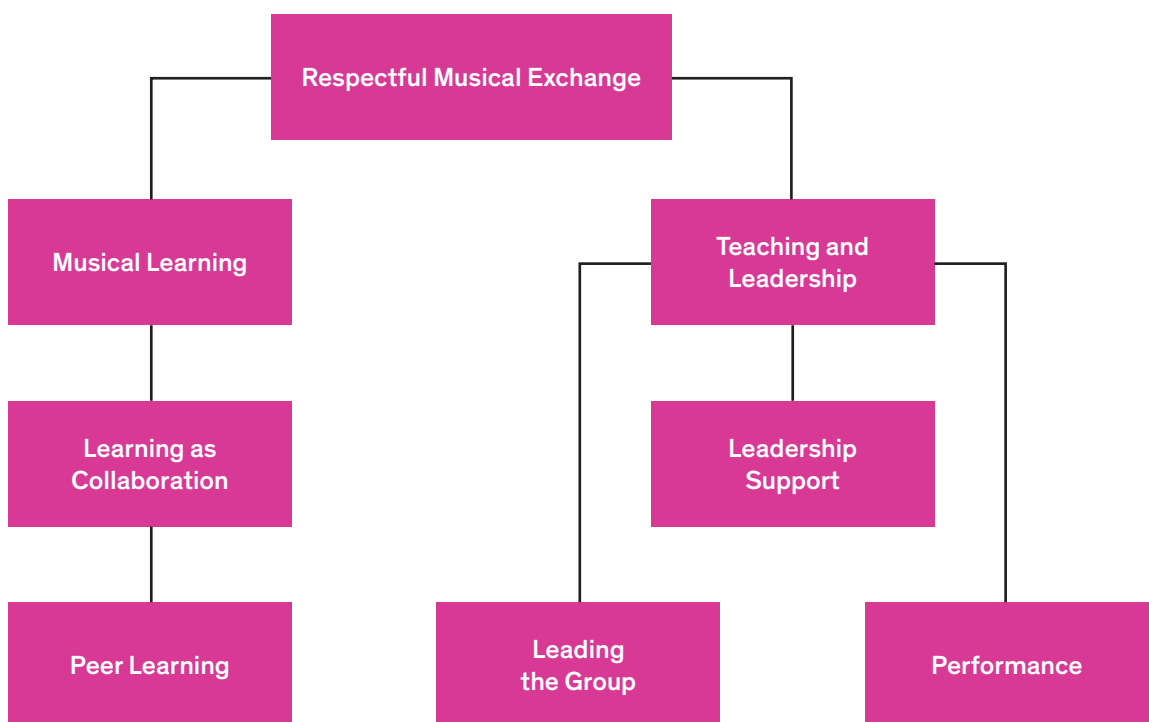 Respectful Musical Exchange
Musical Learning
Teaching and
Leadership
Learning as
Collaboration
Leadership
Support
Peer Learning
Leading
the Group
Performance